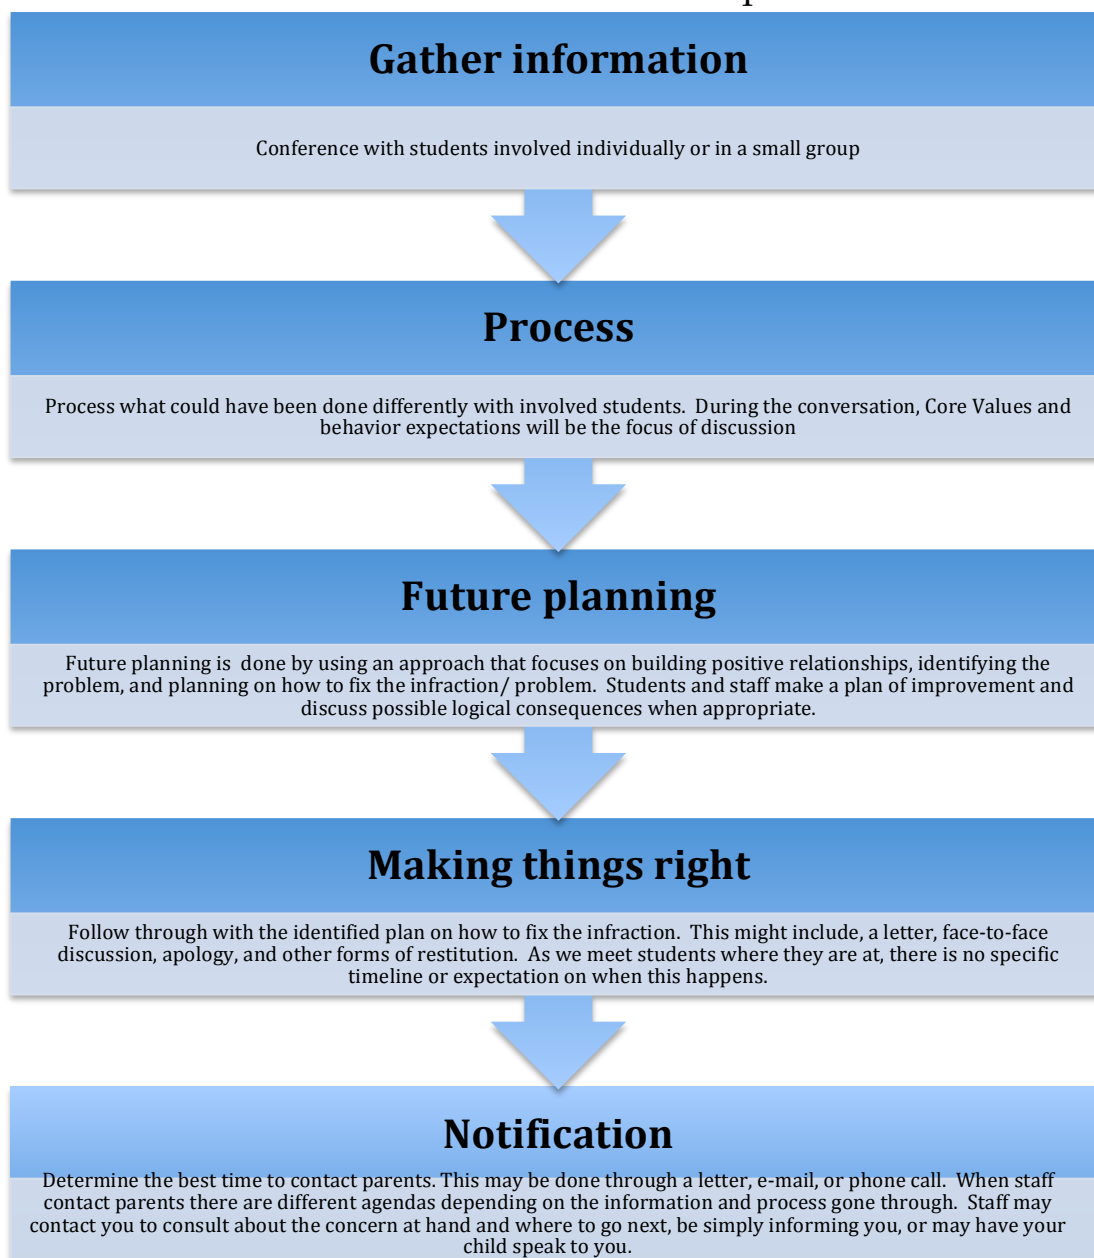 Gather information
Conference with students involved individually or in a small group
Process
Process what could have been done differently with involved students.  During the conversation, Core Values and
behavior expectations will be the focus of discussion
Future planning
Future planning is  done by using an approach that focuses on building positive relationships, identifying the
problem, and planning on how to fix the infraction/ problem.  Students and staff make a plan of improvement and
discuss possible logical consequences when appropriate.
Making things right
Follow through with the identified plan on how to fix the infraction.  This might include, a letter, face-to-face
discussion, apology, and other forms of restitution.  As we meet students where they are at, there is no specific
timeline or expectation on when this happens.
Notification
Determine the best time to contact parents. This may be done through a letter, e-mail, or phone call.  When staff
contact parents there are different agendas depending on the information and process gone through.  Staff may
contact you to consult about the concern at hand and where to go next, be simply informing you, or may have your
child speak to you.